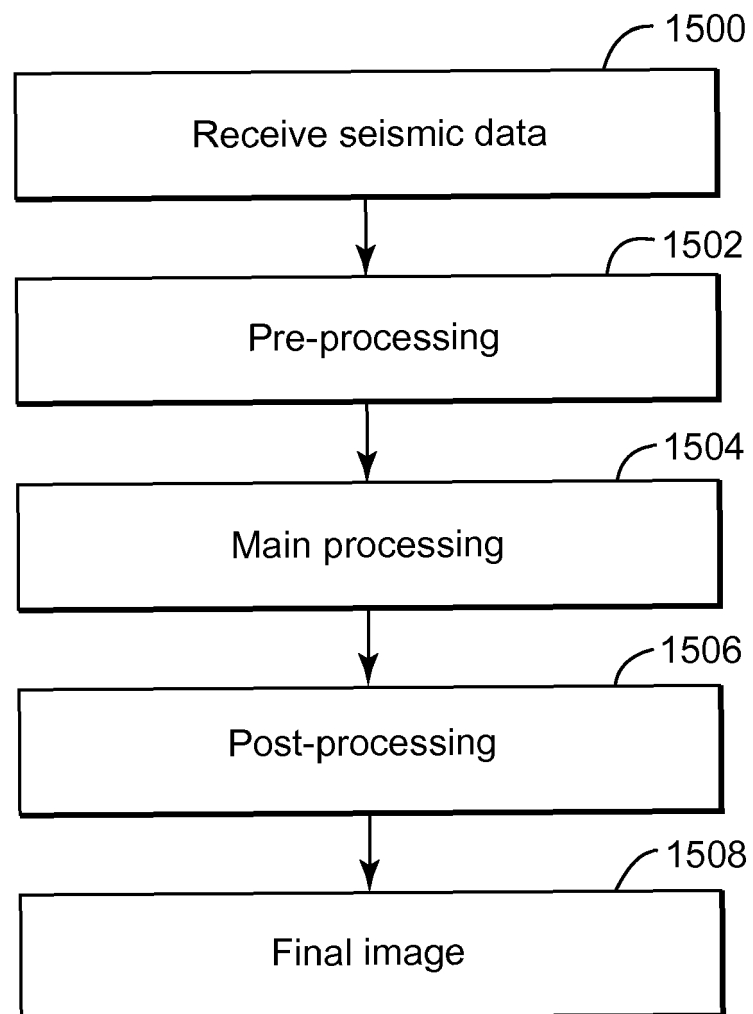 1500
Receive seismic data
1502
Pre-processing
1504
Main processing
1506
Post-processing
1508
Final image